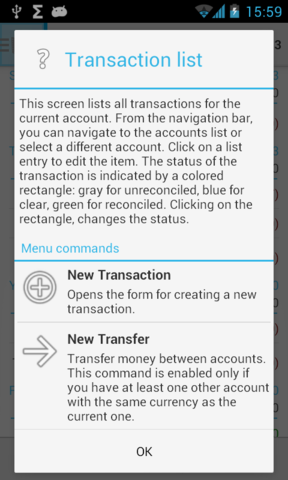 15:59
Transaction list
This screen lists all transactions for the
current account. From the navigation bar,
you can navigate to the accounts list or
select a different account. Click on a list
entry to edit the item. The status of the
transaction is indicated by a colored
rectangle: gray for unreconciled, blue for
clear, green for reconciled. Clicking on the
rectangle, changes the status.
Menu commands
New Transaction
Opens the form for creating a new
transaction.
New Transfer
Transfer money between accounts.
This command is enabled only if
you have at least one other account
with the same currency as the
current one.
OK